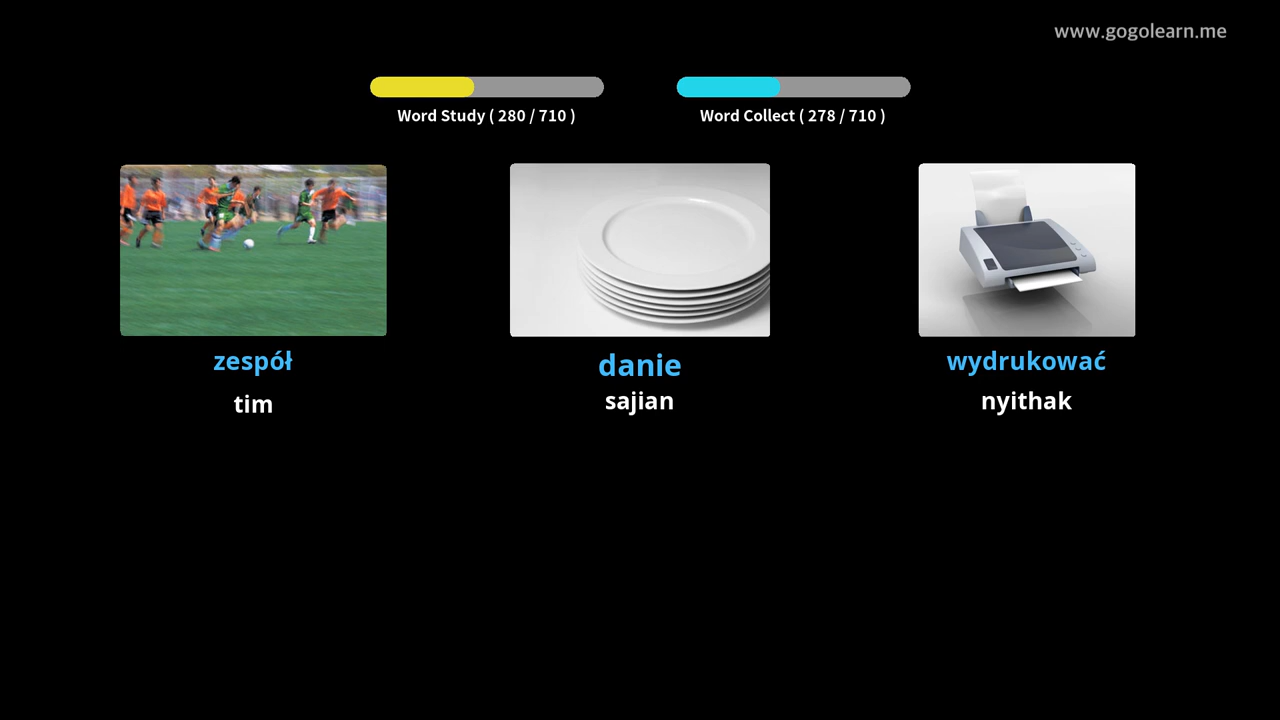 www.gogolearn.me
Word Study ( 280 / 710 )
Word Collect ( 278 / 710 )
zespół
danie
wydrukować
tim
sajian
nyithak